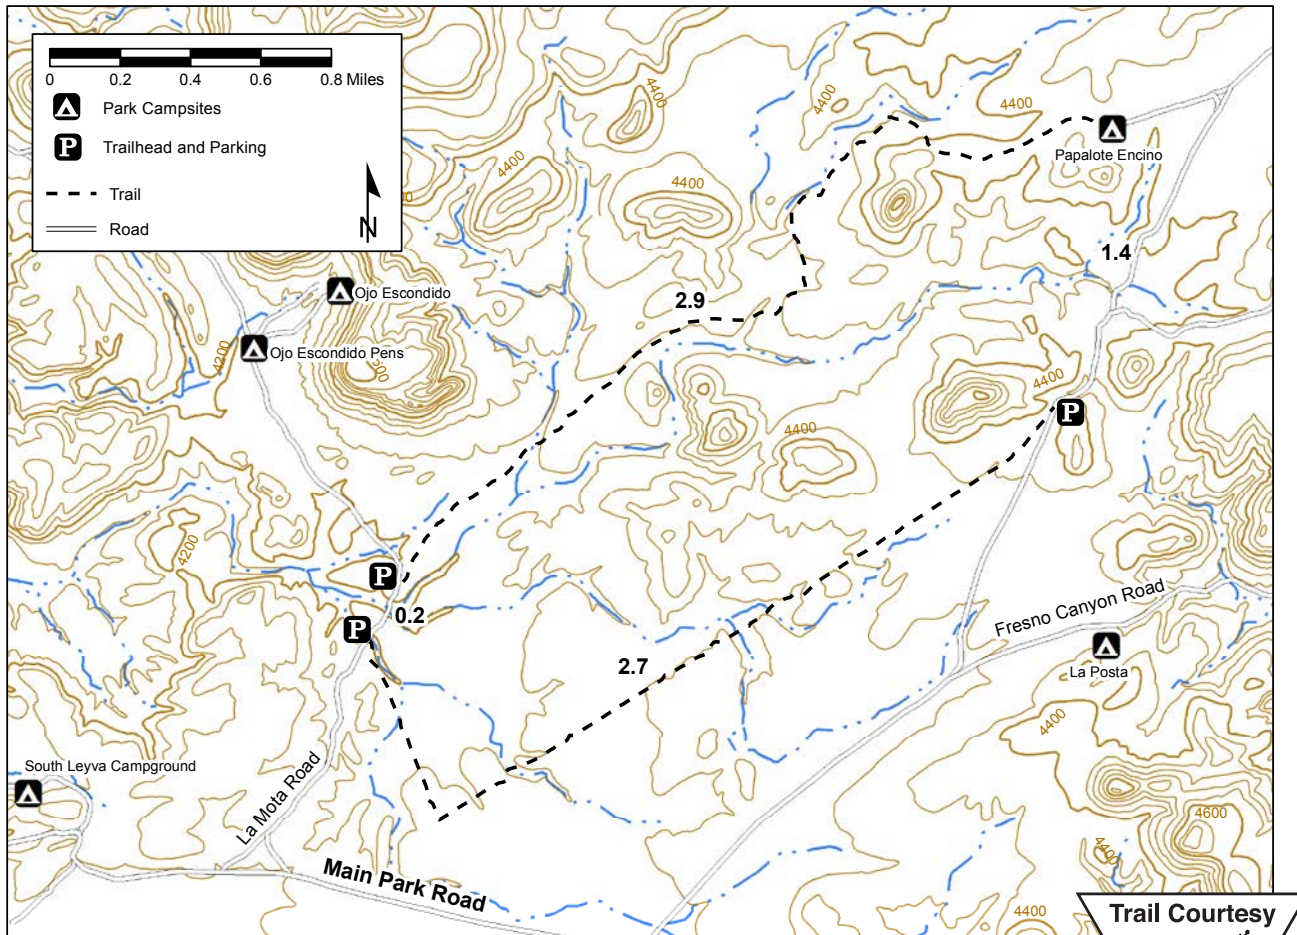 0 0.2 0.4 0.6 0.8 Miles
Park Campsites
P Trailhead and Parking
Trail
Road
N
4400
4400
4400
4400
4400
Papalote Encino
1.4
Ojo Escondido
2.9
Ojo Escondido Pens
4200
4400
P
4400
4200
P
0.2
P
Fresno Canyon Road
2.7
La Posta
4400
South Leyva Campground
La Mota Road
4600
4400
Main Park Road
4400
Trail Courtesy